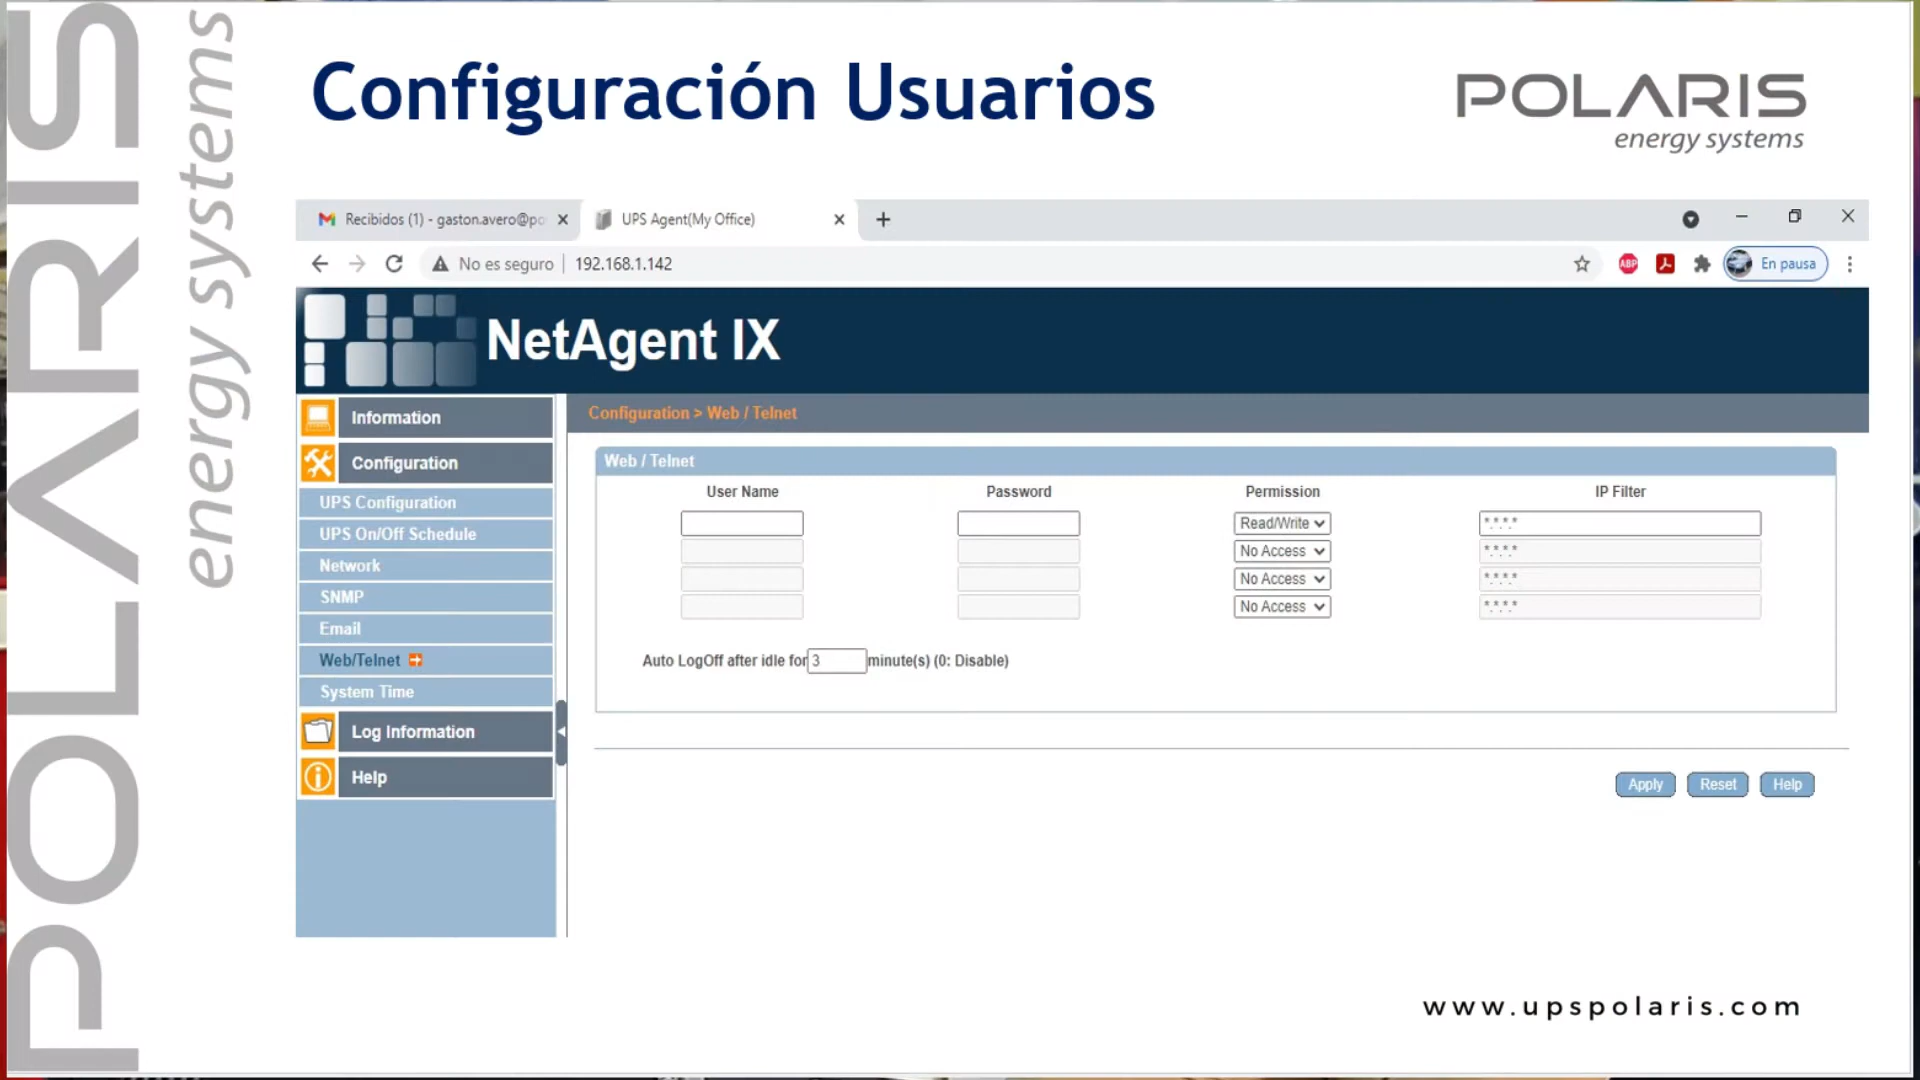 POLARIS
energy systems
Configuración Usuarios
POLARIS
energy systems
Recibidos (1) - gaston.avero@po
UPS Agent(My Office)
No es seguro
192.168.1.142
ABP
En pausa
NetAgent IX
Information
Configuration
UPS Configuration
UPS On/Off Schedule
Network
SNMP
Email
Web/Telnet
System Time
Log Information
Help
Configuration > Web / Telnet
Web / Telnet
User Name Password Permission IP Filter
Read/Write *.*.*.*
No Access *.*.*.*
No Access *.*.*.*
No Access *.*.*.*
Auto LogOff after idle for 3 minute(s) (0: Disable)
Apply Reset Help
www.upspolaris.com